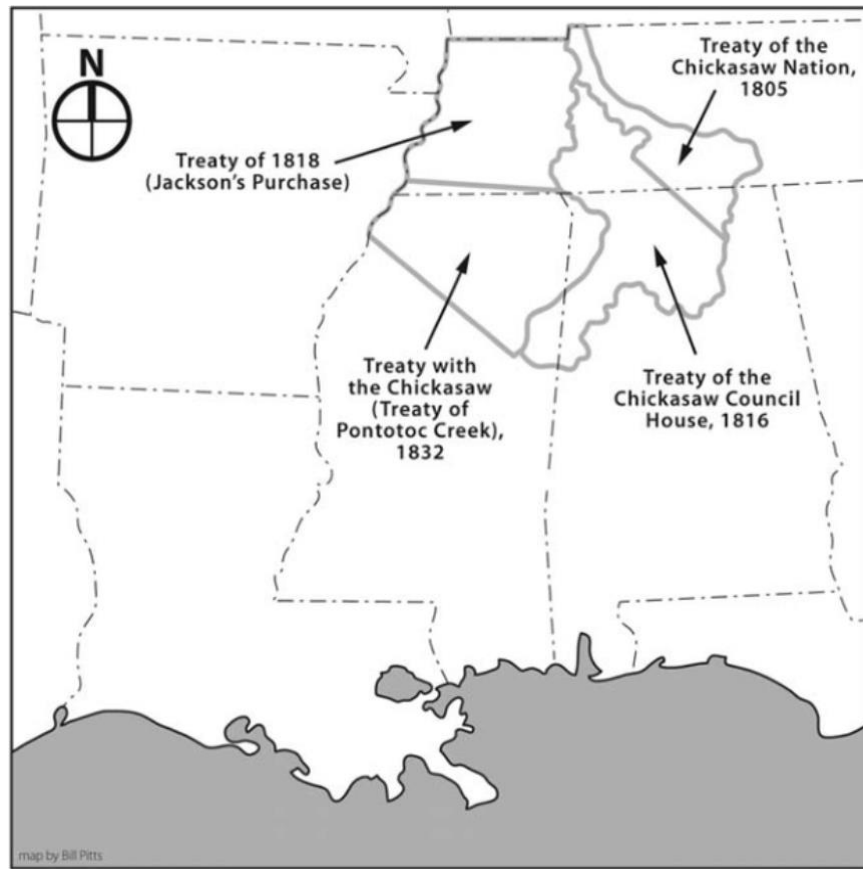 N
Treaty of the
Chickasaw Nation,
1805
Treaty of 1818
(Jackson's Purchase)
Treaty with
the Chickasaw
(Treaty of
Pontotoc Creek),
1832
Treaty of the
Chickasaw Council
House, 1816
map by Bill Pitts